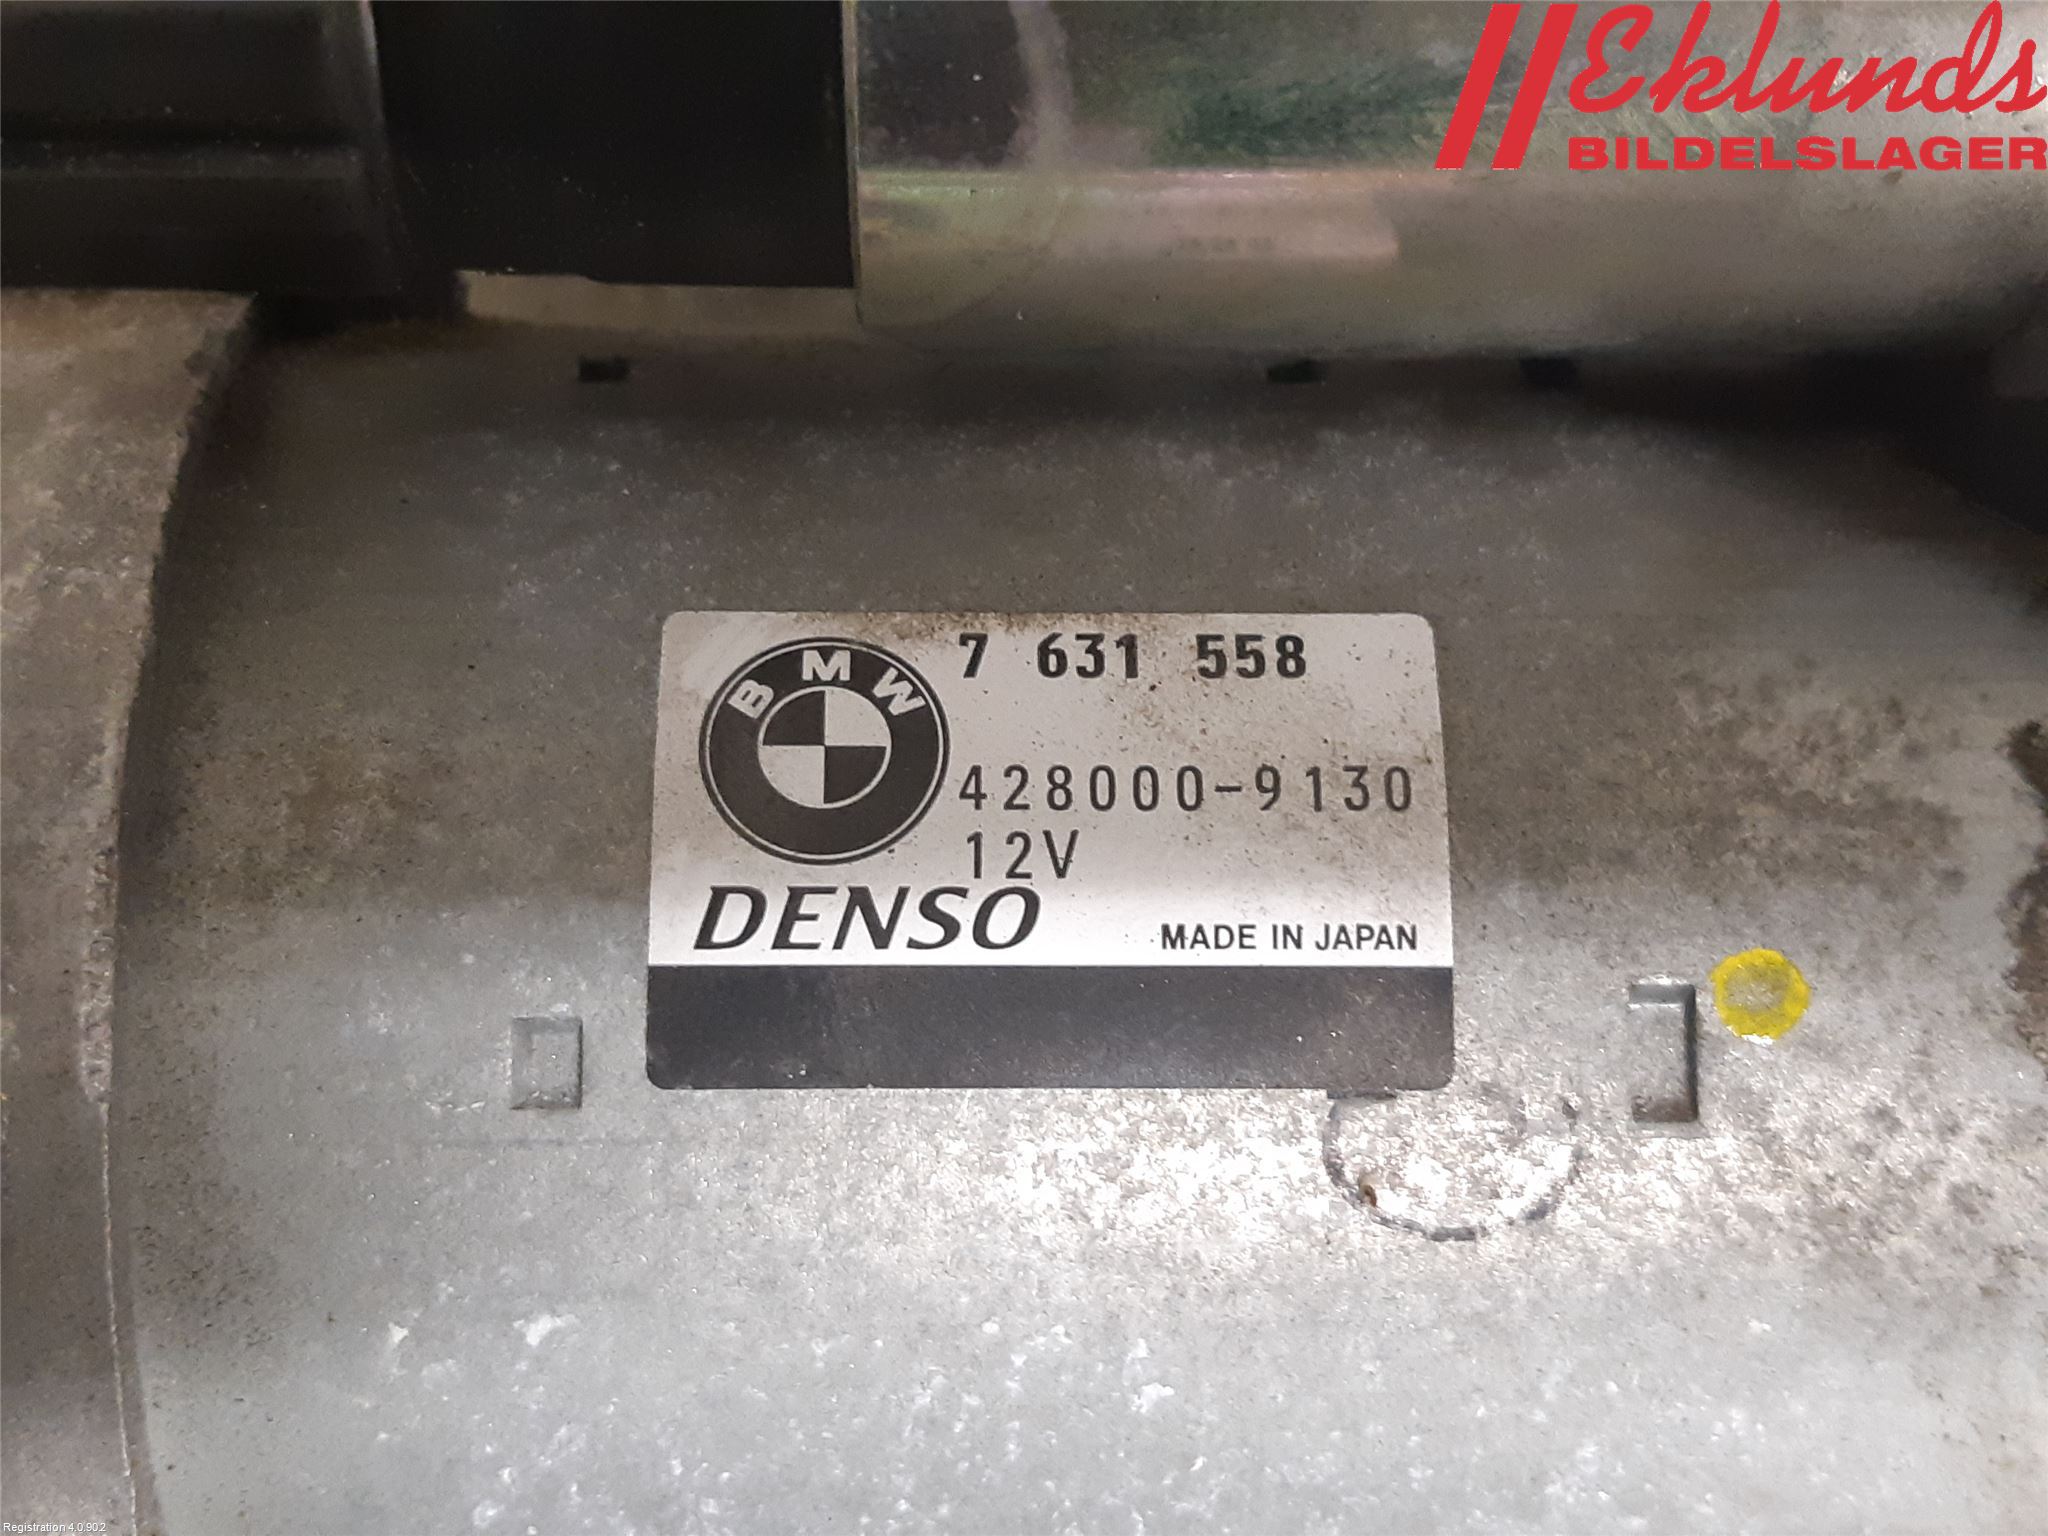 Eklunds
BILDELSLAGER
BMW
7 631 558
428000-9130
12V
DENSO
MADE IN JAPAN
Registration 4.0.902